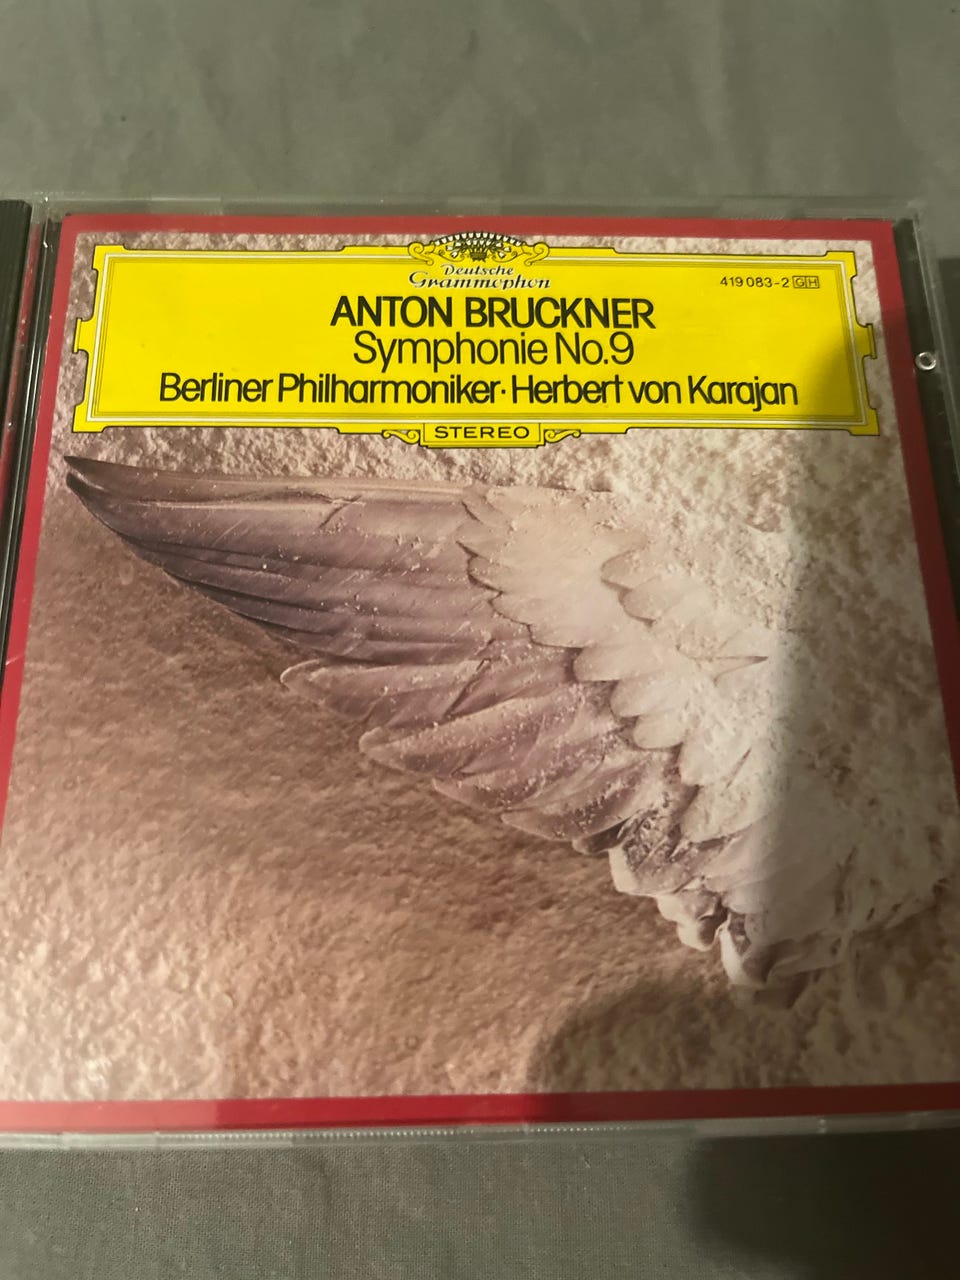 Deutsche
Grammophon
419 083-2 GH
ANTON BRUCKNER
Symphonie No.9
Berliner Philharmoniker · Herbert von Karajan
STEREO